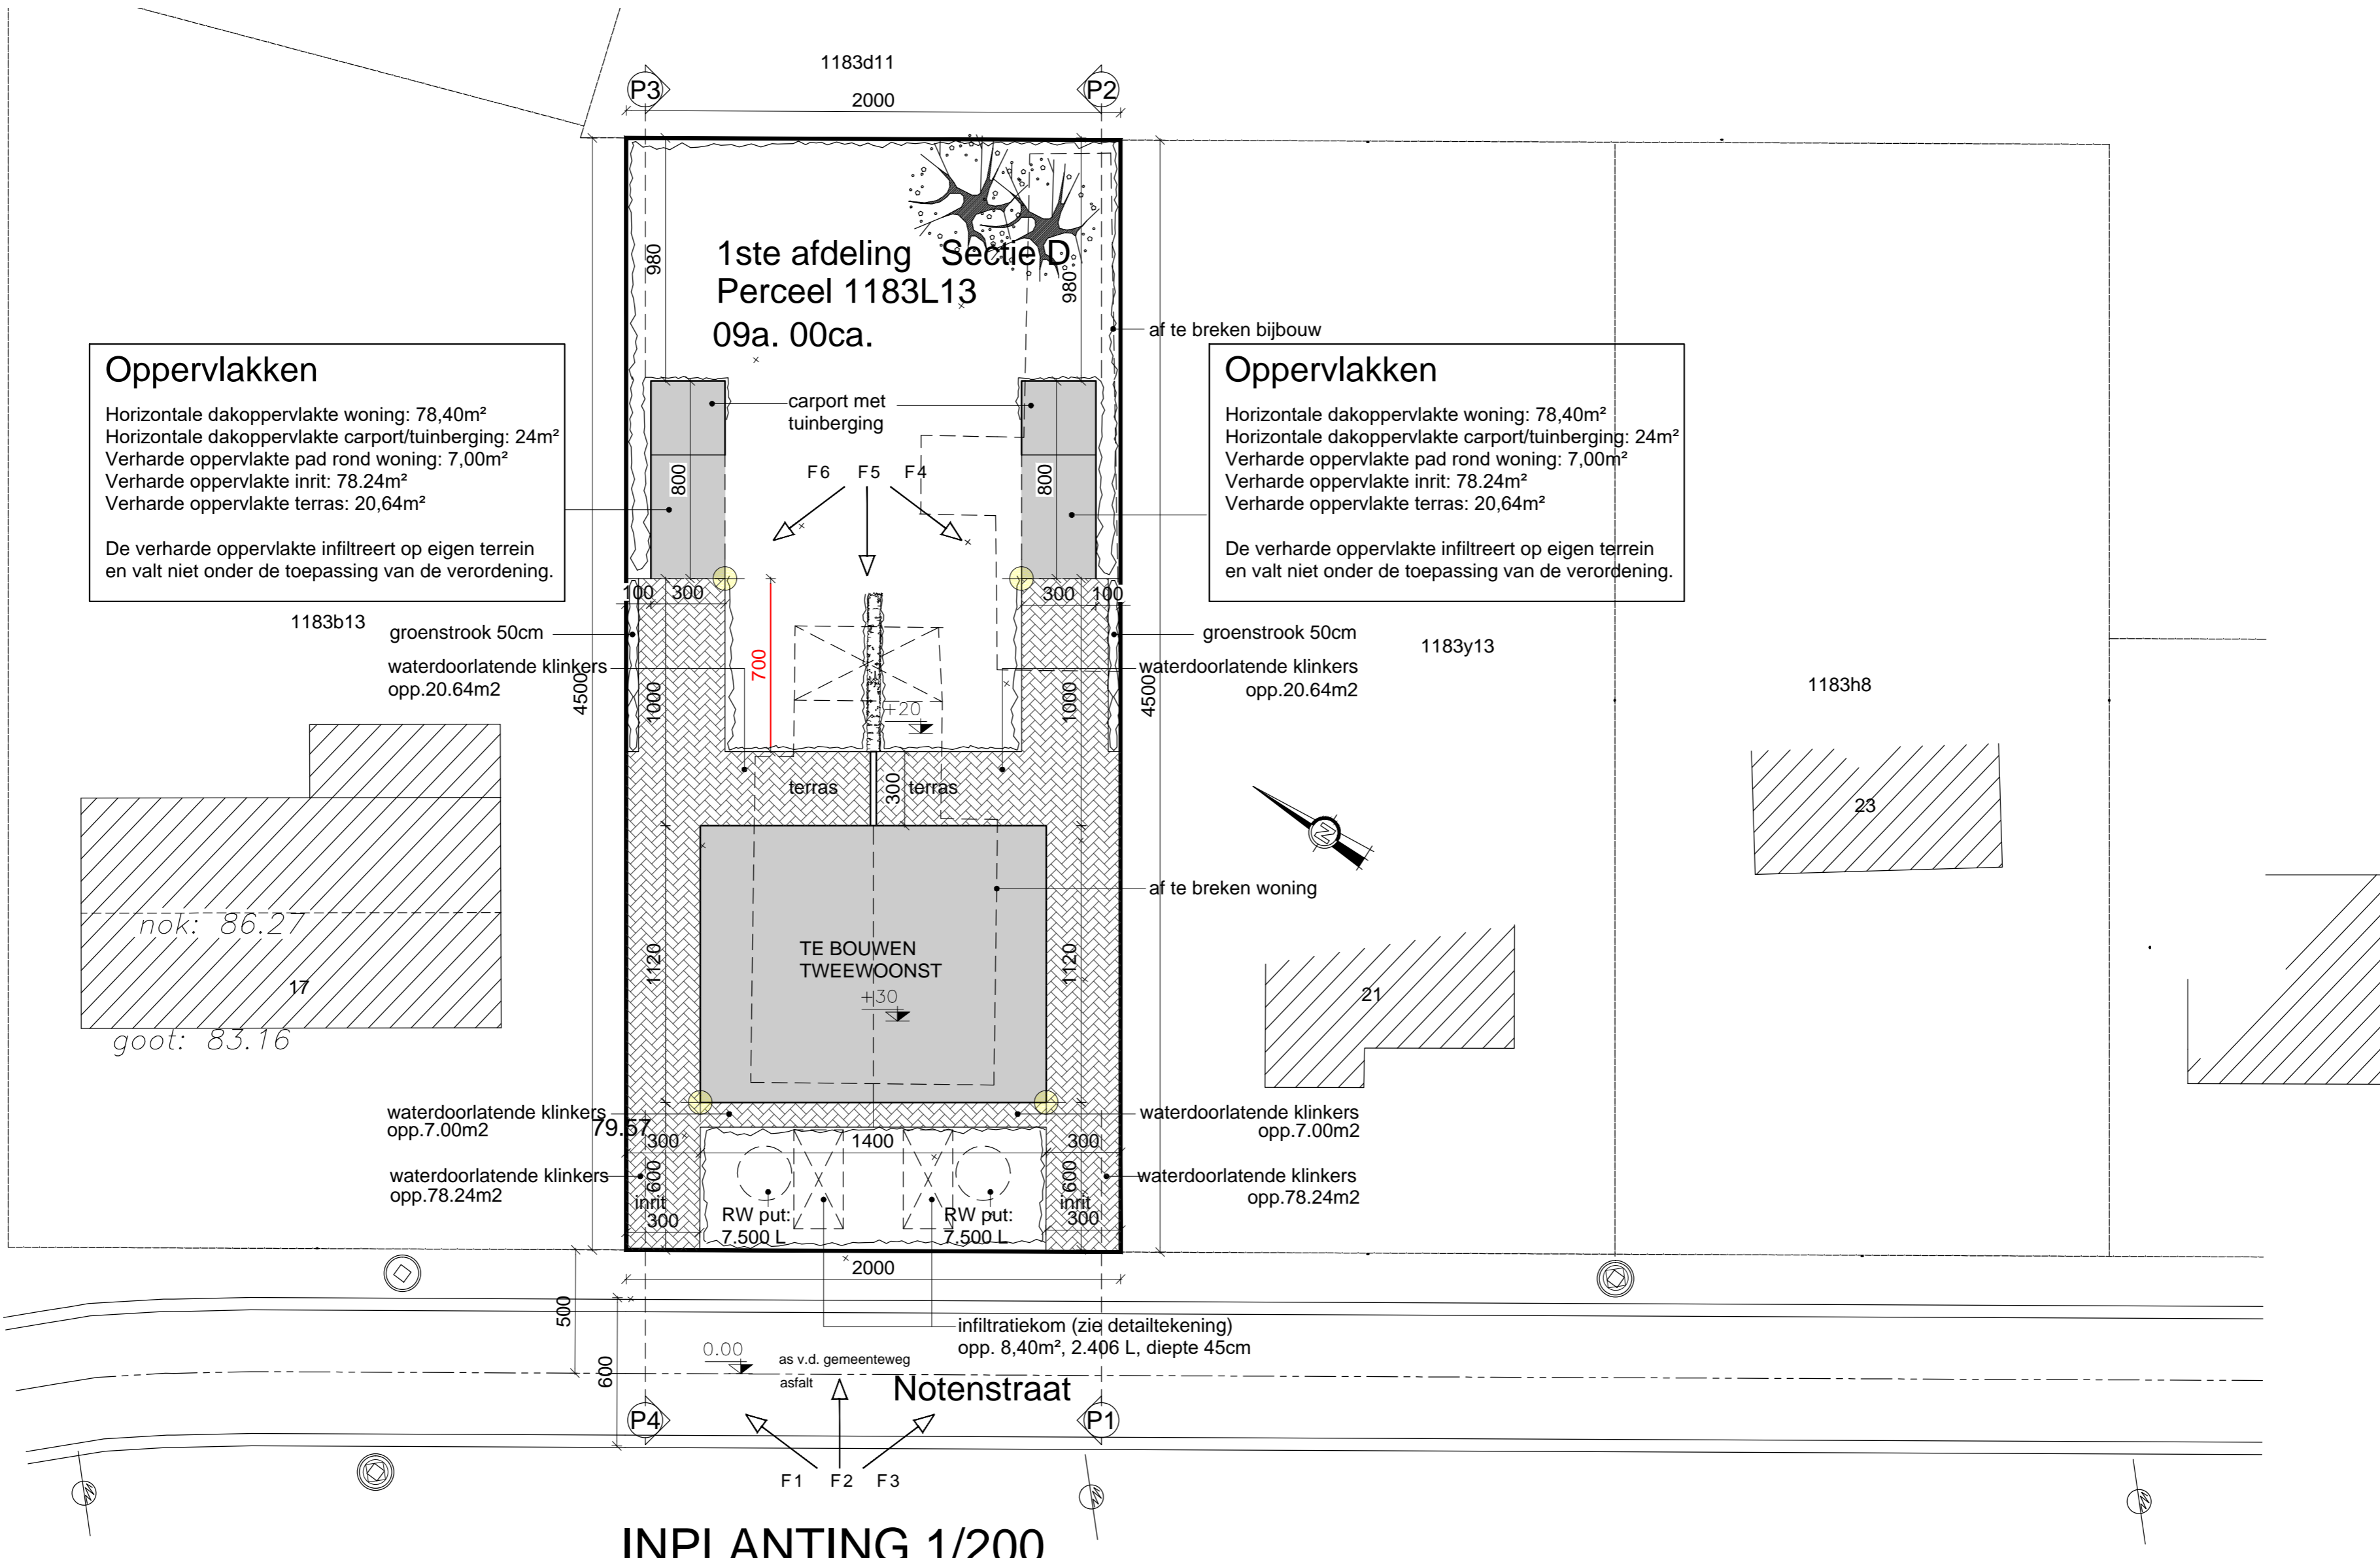 1183d11
P3
P2
2000
980
980
1ste afdeling Sectie D
Perceel 1183L13
09a. 00ca.
af te breken bijbouw
Oppervlakken
Horizontale dakoppervlakte woning: 78,40m²
Horizontale dakoppervlakte carport/tuinberging: 24m²
Verharde oppervlakte pad rond woning: 7,00m²
Verharde oppervlakte inrit: 78.24m²
Verharde oppervlakte terras: 20,64m²
De verharde oppervlakte infiltreert op eigen terrein
en valt niet onder de toepassing van de verordening.
Oppervlakken
Horizontale dakoppervlakte woning: 78,40m²
Horizontale dakoppervlakte carport/tuinberging: 24m²
Verharde oppervlakte pad rond woning: 7,00m²
Verharde oppervlakte inrit: 78.24m²
Verharde oppervlakte terras: 20,64m²
De verharde oppervlakte infiltreert op eigen terrein
en valt niet onder de toepassing van de verordening.
carport met
tuinberging
F6 F5 F4
800
800
100 300
300 100
1183b13
groenstrook 50cm
groenstrook 50cm
1183y13
waterdoorlatende klinkers
opp.20.64m2
waterdoorlatende klinkers
opp.20.64m2
1183h8
700
4500
1000
1000
4500
+20
terras
300
terras
23
N
af te breken woning
nok: 86.27
17
goot: 83.16
1120
1120
TE BOUWEN
TWEEWOONST
+30
21
waterdoorlatende klinkers
opp.7.00m2
79.67
waterdoorlatende klinkers
opp.7.00m2
300
1400
300
waterdoorlatende klinkers
opp.78.24m2
waterdoorlatende klinkers
opp.78.24m2
600
600
inrit
300
inrit
300
RW put:
7.500 L
RW put:
7.500 L
2000
500
600
infiltratiekom (zie detailtekening)
opp. 8,40m², 2.406 L, diepte 45cm
0.00
as v.d. gemeenteweg
asfalt
Notenstraat
P4
P1
F1 F2 F3
INPLANTING 1/200